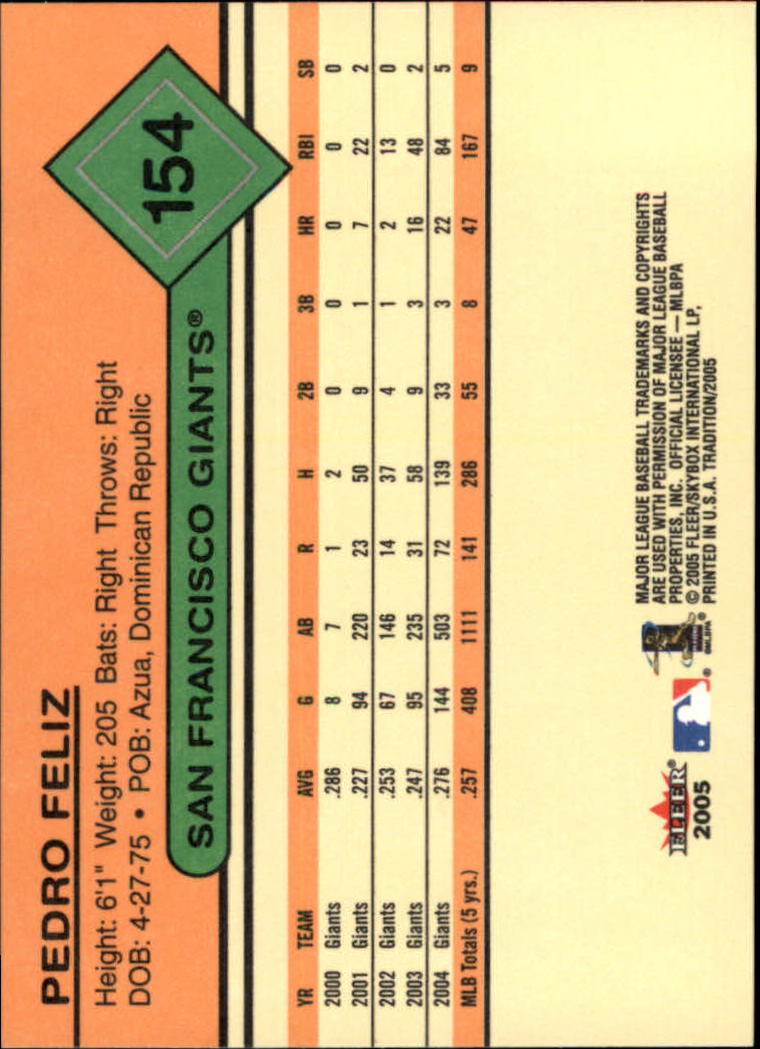 PEDRO FELIZ
Height: 6'1" Weight: 205 Bats: Right Throws: Right
DOB: 4-27-75 • POB: Azua, Dominican Republic
154
SAN FRANCISCO GIANTS®
YR TEAM AVG G AB R H 2B 3B HR RBI SB
2000 Giants .286 8 7 1 2 0 0 0 0 0
2001 Giants .227 94 220 23 50 9 1 7 22 2
2002 Giants .253 67 146 14 37 4 1 2 13 0
2003 Giants .247 95 235 31 58 9 3 16 48 2
2004 Giants .276 144 503 72 139 33 3 22 84 5
MLB Totals (5 yrs.) .257 408 1111 141 286 55 8 47 167 9
FLEER®
2005
®
®MLBPA
MAJOR LEAGUE BASEBALL TRADEMARKS AND COPYRIGHTS
ARE USED WITH PERMISSION OF MAJOR LEAGUE BASEBALL
PROPERTIES, INC. OFFICIAL LICENSEE — MLBPA
© 2005 FLEER/SKYBOX INTERNATIONAL LP,
PRINTED IN U.S.A. TRADITION/2005